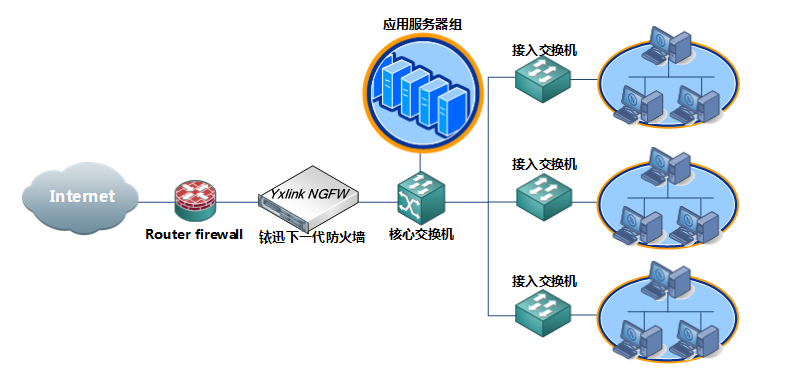 应用服务器组
接入交换机
接入交换机
Internet
Yxlink NGFW
Router firewall
铱迅下一代防火墙
核心交换机
接入交换机